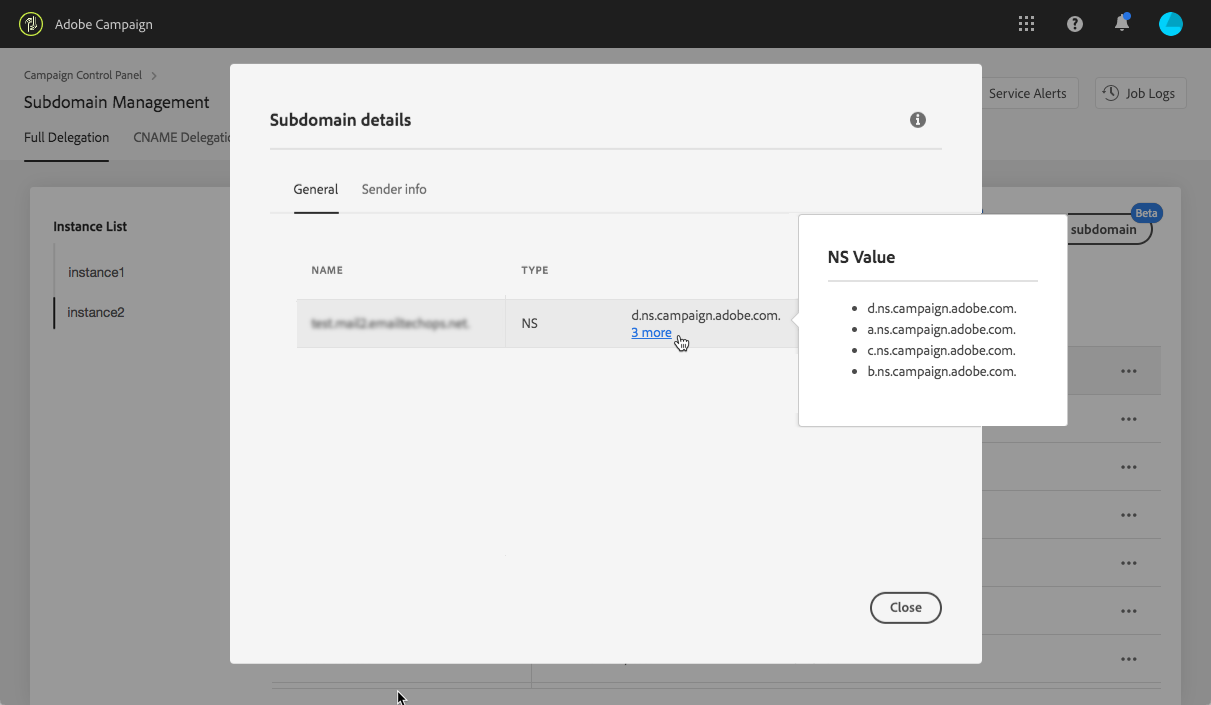 Adobe Campaign
Campaign Control Panel
Subdomain Management
Service Alerts
Job Logs
Full Delegation
CNAME Delegatio
Subdomain details
General
Sender info
Instance List
instance1
instance2
Beta
subdomain
NAME
TYPE
NS
d.ns.campaign.adobe.com.
3 more
NS Value
d.ns.campaign.adobe.com.
a.ns.campaign.adobe.com.
c.ns.campaign.adobe.com.
b.ns.campaign.adobe.com.
Close